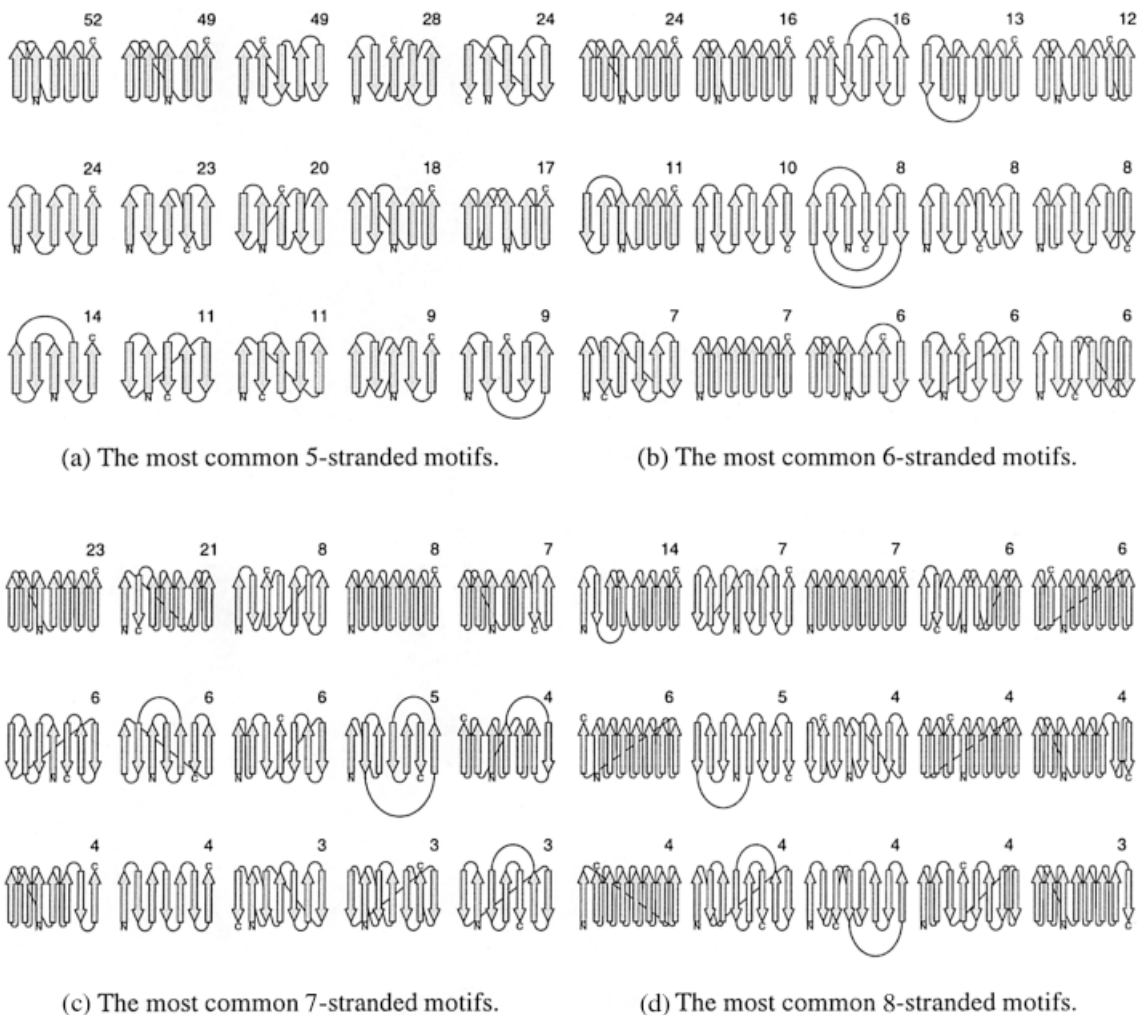 52 49 49 28 24 24 16 16 13 12
C C C C C C C C C
N N N N C N N N N N N
24 23 20 18 17 11 10 8 8 8
C C C C C
N N C N N N N N C N C N C N C
14 11 11 9 9 7 7 6 6 6
C C C C C C
N N C N C N N N C N N N N C
(a) The most common 5-stranded motifs. (b) The most common 6-stranded motifs.
23 21 8 8 7 14 7 7 6 6
C C C C C C C
N N C N N N C N N N C N N
6 6 6 5 4 6 5 4 4 4
C C C C C
N C N C N N C N N N C N N N C
4 4 3 3 3 4 4 4 4 3
C C C C C
N N C N N N C N N C N C N N C
(c) The most common 7-stranded motifs. (d) The most common 8-stranded motifs.